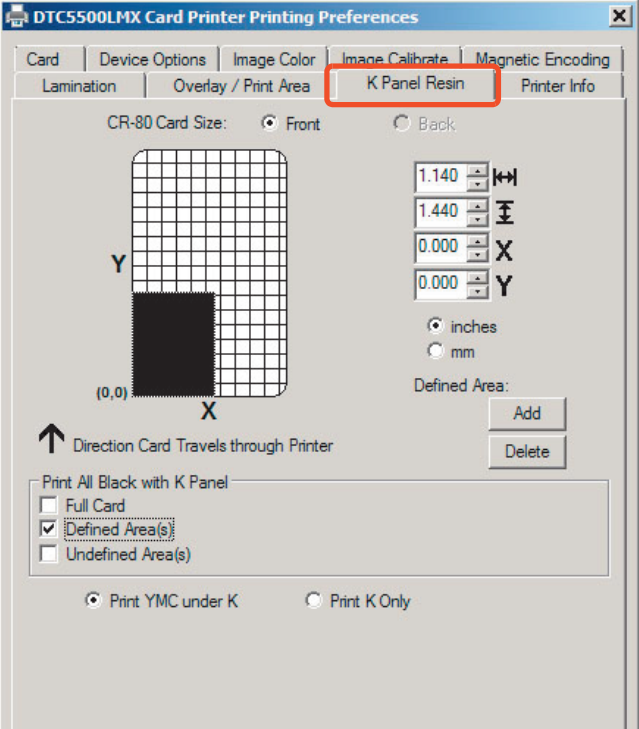 DTC5500LMX Card Printer Printing Preferences
Card Device Options Image Color Image Calibrate Magnetic Encoding
Lamination Overlay / Print Area K Panel Resin Printer Info
CR-80 Card Size: Front Back
1.140
1.440
0.000 X
Y 0.000 Y
inches
mm
(0,0) Defined Area:
X Add
Direction Card Travels through Printer Delete
Print All Black with K Panel
Full Card
Defined Area(s)
Undefined Area(s)
Print YMC under K Print K Only